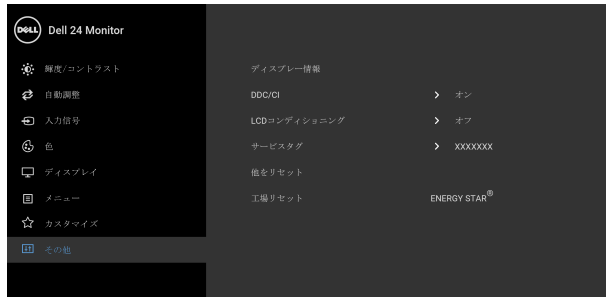 DELL Dell 24 Monitor
輝度/コントラスト
自動調整
入力信号
色
ディスプレイ
メニュー
カスタマイズ
その他
ディスプレー情報
DDC/CI オン
LCDコンディショニング オフ
サービスタグ XXXXXXX
他をリセット
工場リセット ENERGY STAR®